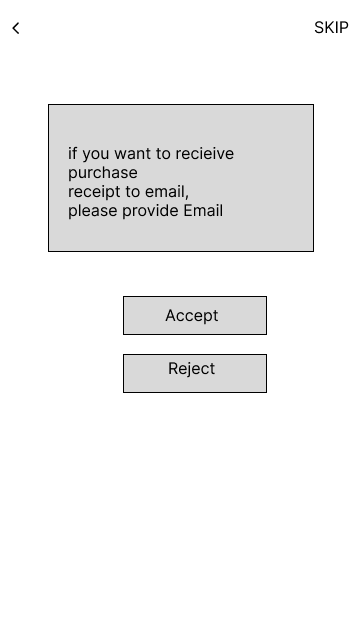 SKIP
if you want to recieive
purchase
receipt to email,
please provide Email
Accept
Reject